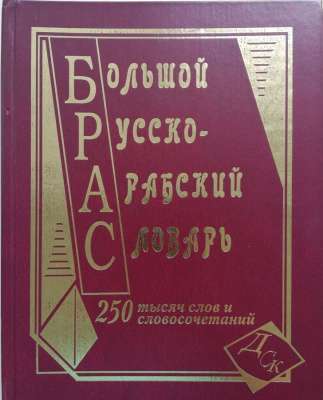 Большой
Русско-
Арабский
Словарь
250 тысяч слов и
словосочетаний
ДСК